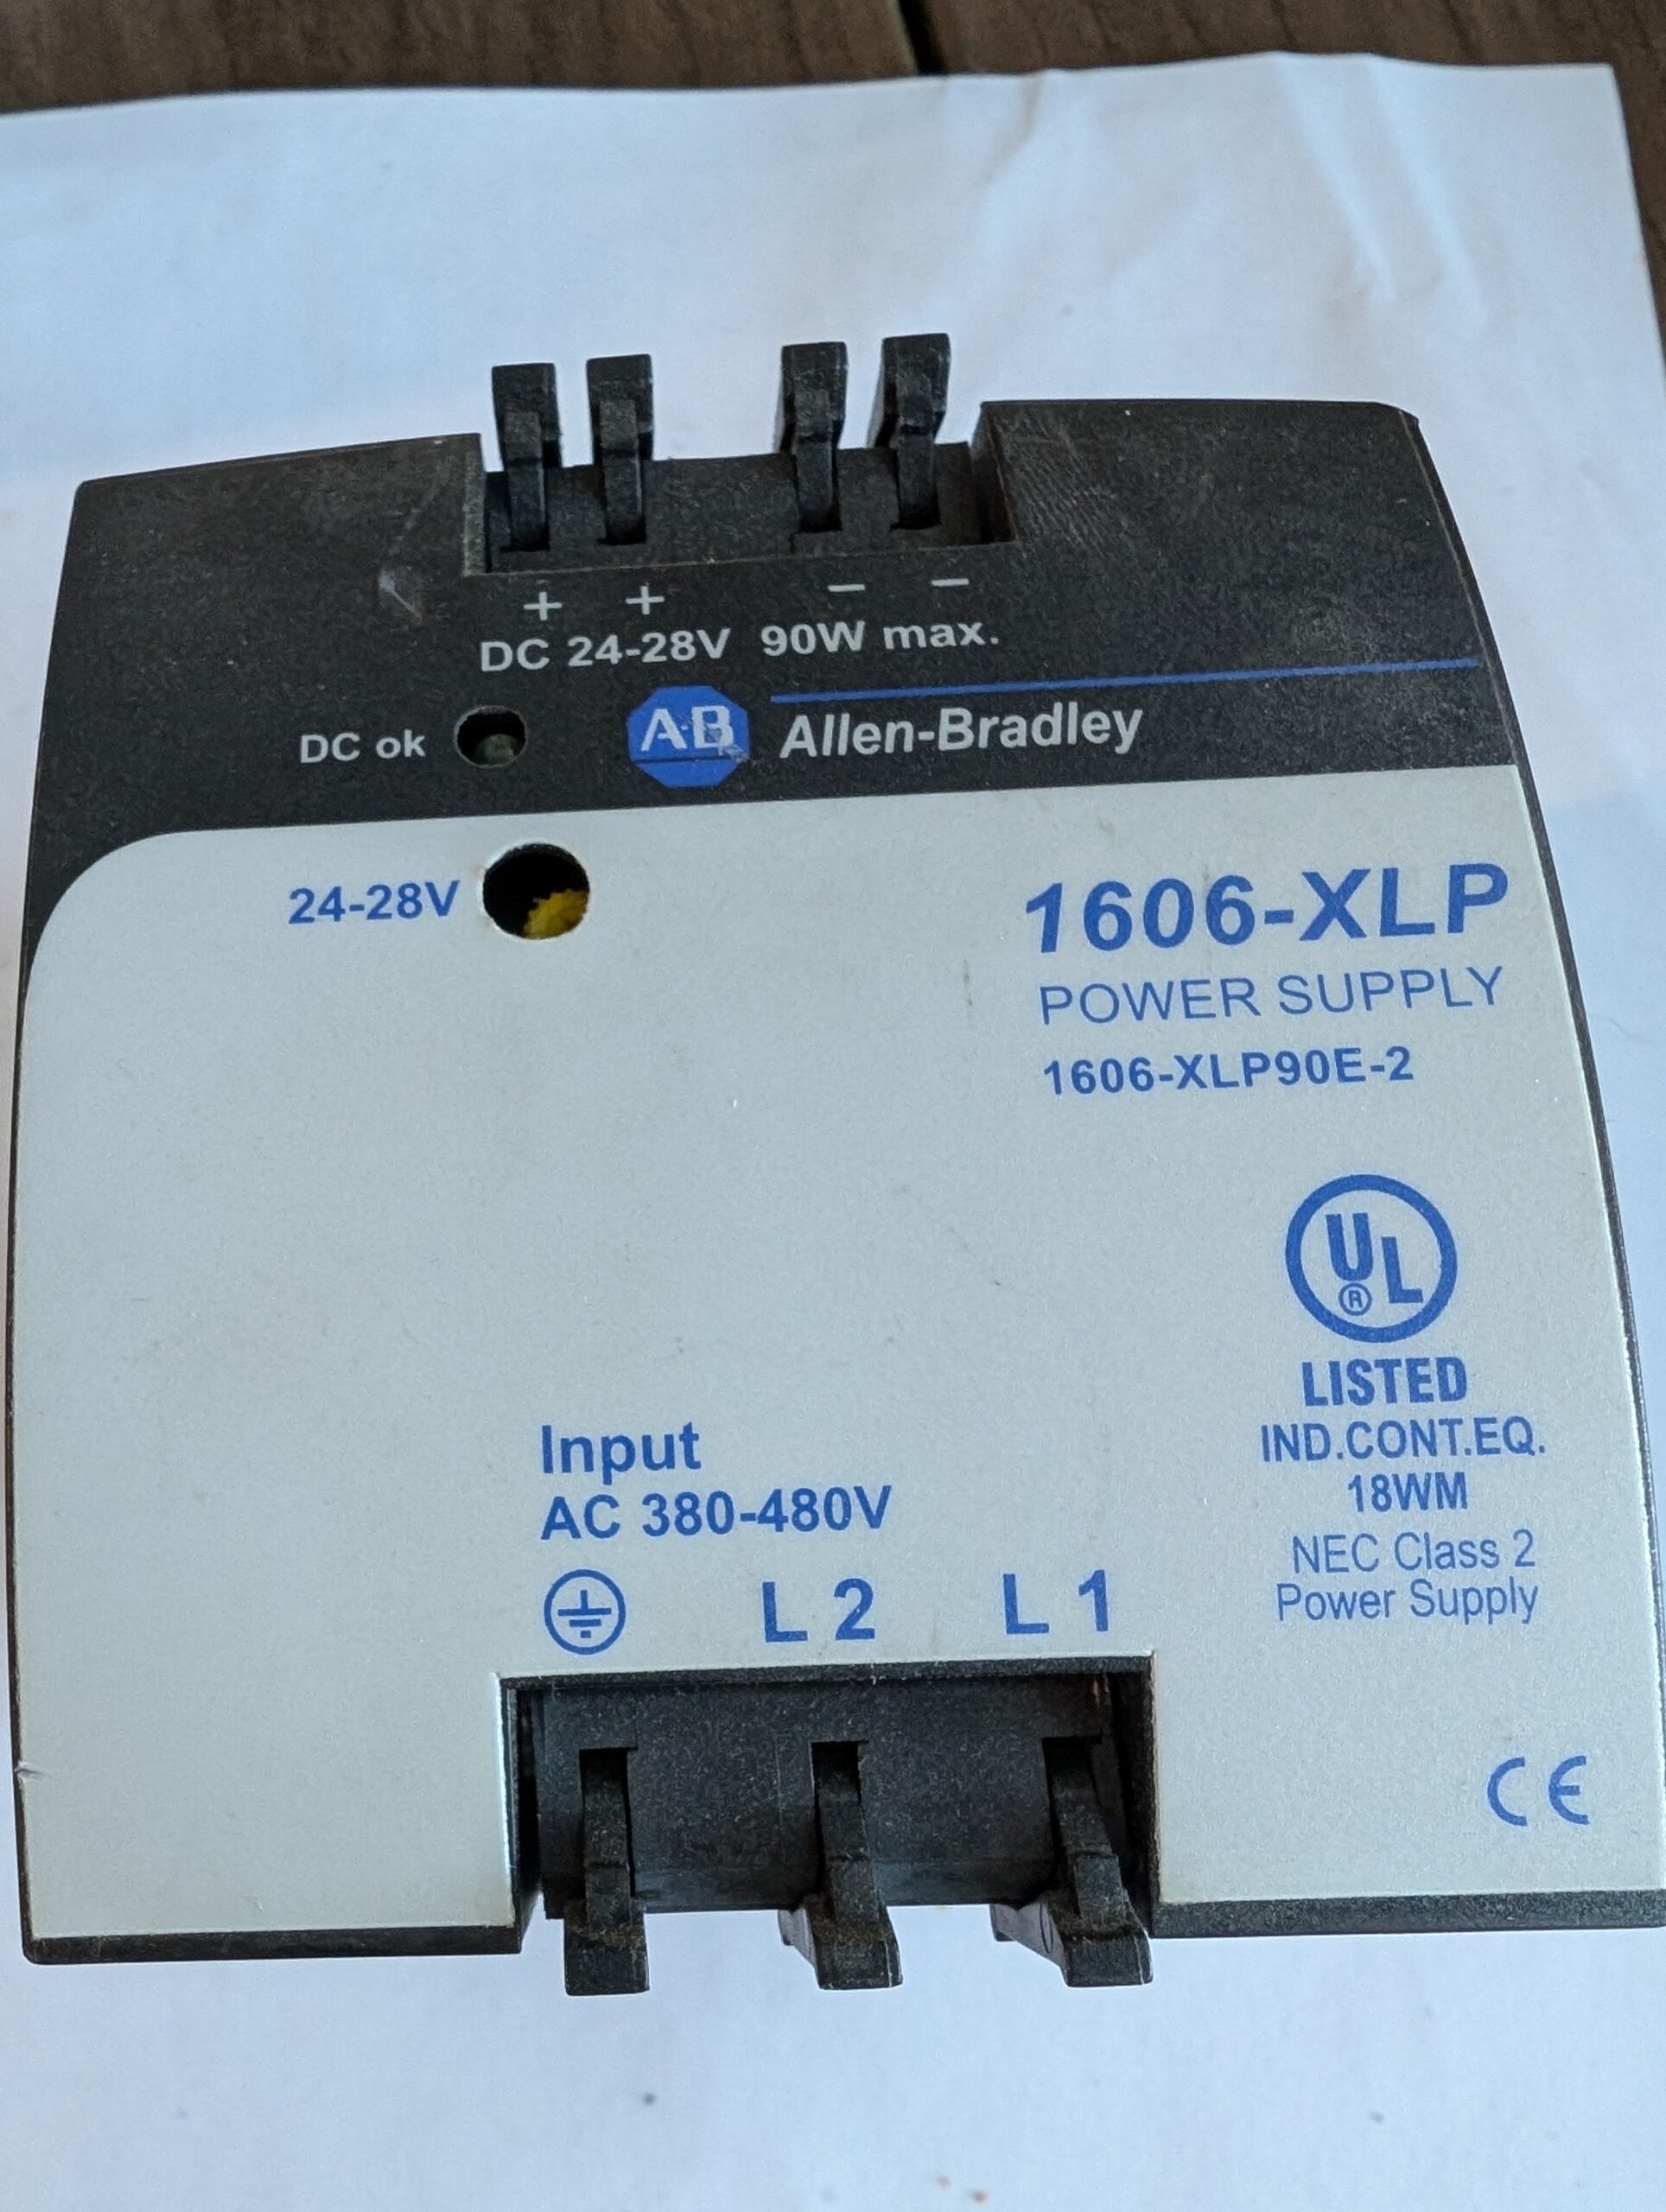 + + − −
DC 24-28V 90W max.
DC ok
A·B Allen-Bradley
24-28V
1606-XLP
POWER SUPPLY
1606-XLP90E-2
UL
®
LISTED
IND.CONT.EQ.
18WM
NEC Class 2
Power Supply
Input
AC 380-480V
L 2 L 1
CE